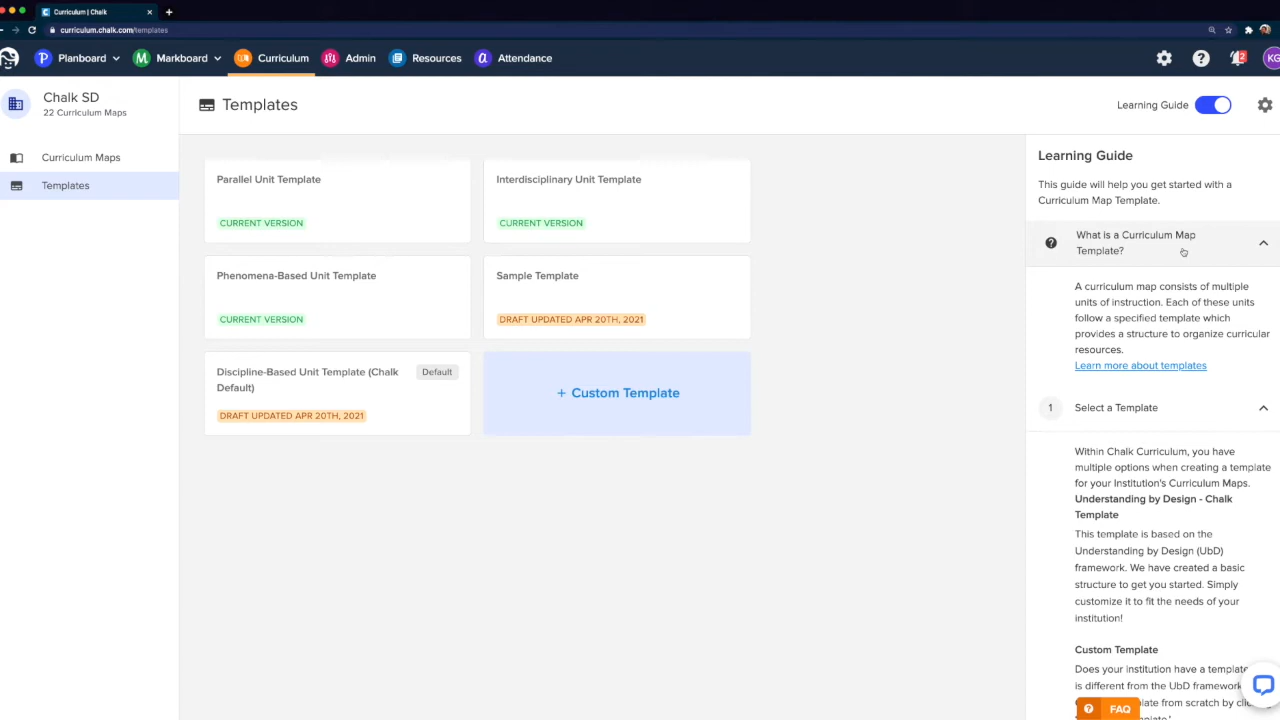 Curriculum | Chalk
curriculum.chalk.com/templates
Planboard
Markboard
Curriculum
Admin
Resources
Attendance
2
KG
Chalk SD
22 Curriculum Maps
Curriculum Maps
Templates
Templates
Learning Guide
Parallel Unit Template
CURRENT VERSION
Interdisciplinary Unit Template
CURRENT VERSION
Phenomena-Based Unit Template
CURRENT VERSION
Sample Template
DRAFT UPDATED APR 20TH, 2021
Discipline-Based Unit Template (Chalk
Default)
Default
DRAFT UPDATED APR 20TH, 2021
+ Custom Template
Learning Guide
This guide will help you get started with a
Curriculum Map Template.
What is a Curriculum Map
Template?
A curriculum map consists of multiple
units of instruction. Each of these units
follow a specified template which
provides a structure to organize curricular
resources.
Learn more about templates
1
Select a Template
Within Chalk Curriculum, you have
multiple options when creating a template
for your Institution's Curriculum Maps.
Understanding by Design - Chalk
Template
This template is based on the
Understanding by Design (UbD)
framework. We have created a basic
structure to get you started. Simply
customize it to fit the needs of your
institution!
Custom Template
Does your institution have a template
is different from the UbD framework
plate from scratch by
FAQ